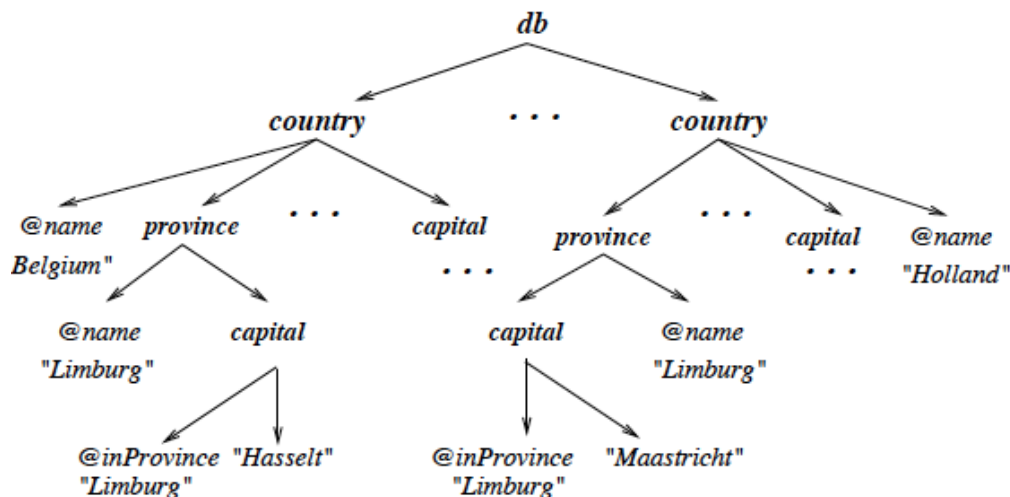 db
country . . . country
@name province . . . capital province . . . capital @name
Belgium" . . . . . . "Holland"
@name capital capital @name
"Limburg" "Limburg"
@inProvince "Hasselt" @inProvince "Maastricht"
"Limburg" "Limburg"